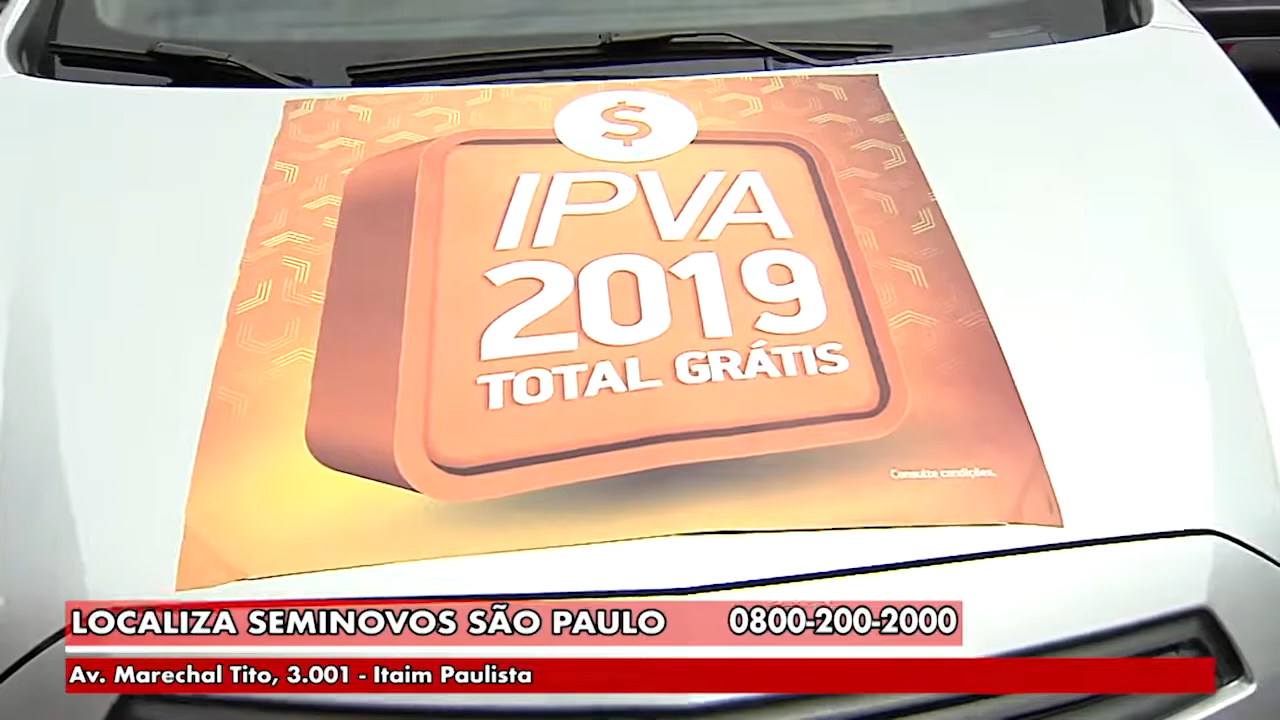 $
IPVA
2019
TOTAL GRÁTIS
Consulte condições.
LOCALIZA SEMINOVOS SÃO PAULO 0800-200-2000
Av. Marechal Tito, 3.001 - Itaim Paulista